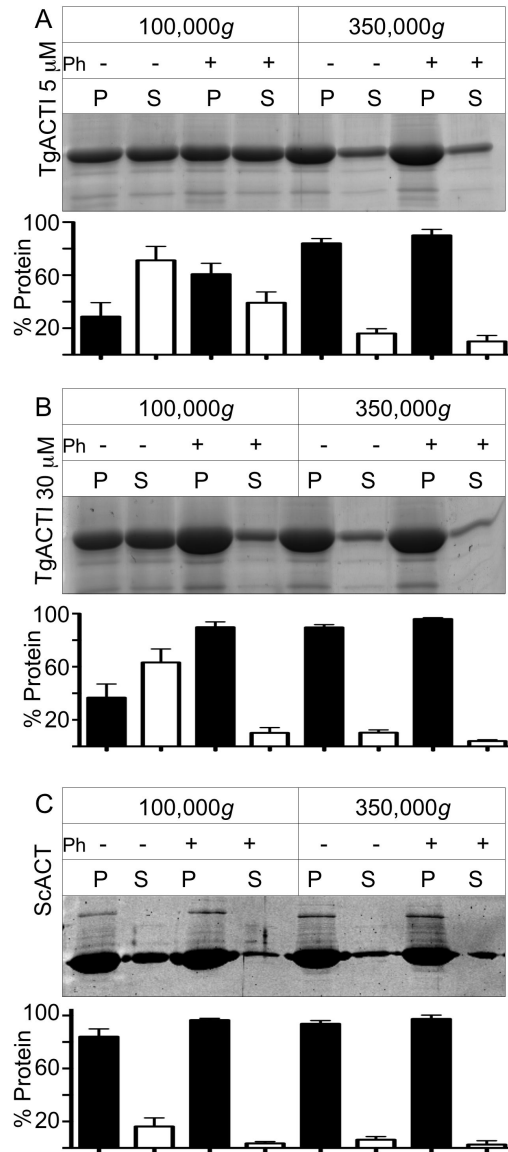 A
100,000g 350,000g
Ph - - + + - - + +
P S P S P S P S
TgACTI 5 μM
100
60
20
% Protein
B
100,000g 350,000g
Ph - - + + - - + +
P S P S P S P S
TgACTI 30 μM
100
60
20
% Protein
C
100,000g 350,000g
Ph - - + + - - + +
P S P S P S P S
ScACT
100
60
20
% Protein